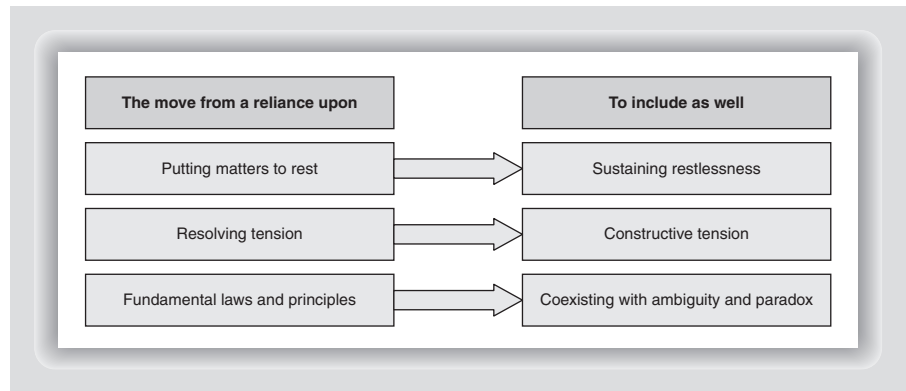 The move from a reliance upon
To include as well
Putting matters to rest
Sustaining restlessness
Resolving tension
Constructive tension
Fundamental laws and principles
Coexisting with ambiguity and paradox